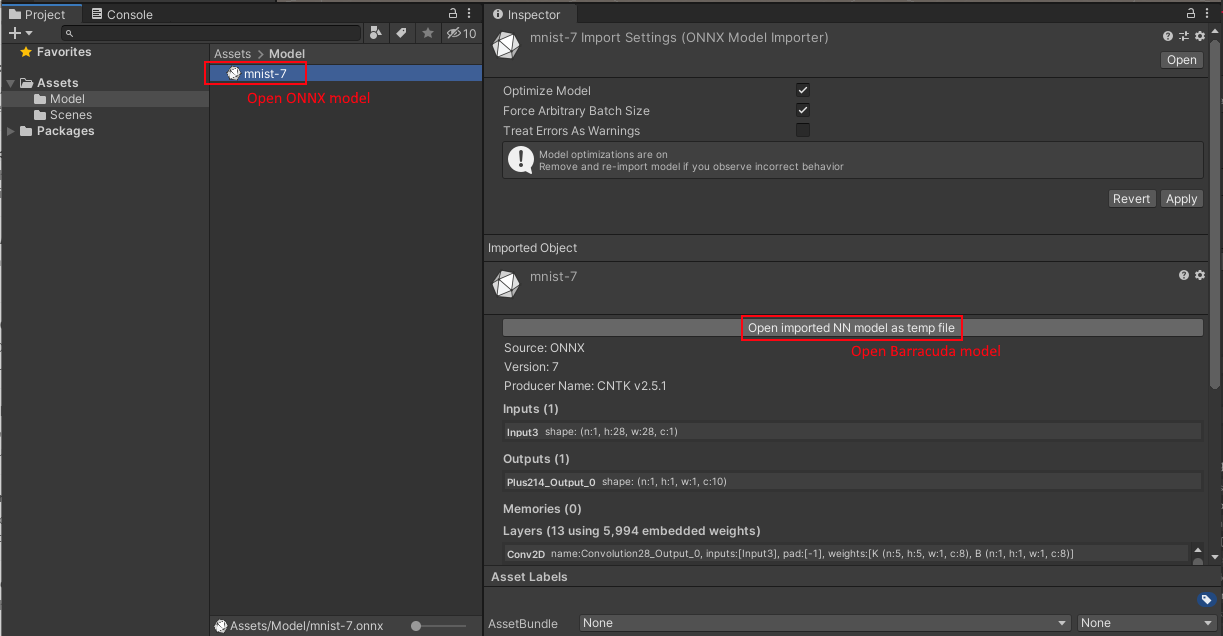 Project
Console
10
Favorites
Assets
Model
Scenes
Packages
Assets > Model
mnist-7
Open ONNX model
Assets/Model/mnist-7.onnx
Inspector
mnist-7 Import Settings (ONNX Model Importer)
Open
Optimize Model
Force Arbitrary Batch Size
Treat Errors As Warnings
Model optimizations are on
Remove and re-import model if you observe incorrect behavior
Revert Apply
Imported Object
mnist-7
Open imported NN model as temp file
Open Barracuda model
Source: ONNX
Version: 7
Producer Name: CNTK v2.5.1
Inputs (1)
Input3 shape: (n:1, h:28, w:28, c:1)
Outputs (1)
Plus214_Output_0 shape: (n:1, h:1, w:1, c:10)
Memories (0)
Layers (13 using 5,994 embedded weights)
Conv2D name:Convolution28_Output_0, inputs:[Input3], pad:[-1], weights:[K (n:5, h:5, w:1, c:8), B (n:1, h:1, w:1, c:8)]
Asset Labels
AssetBundle None None